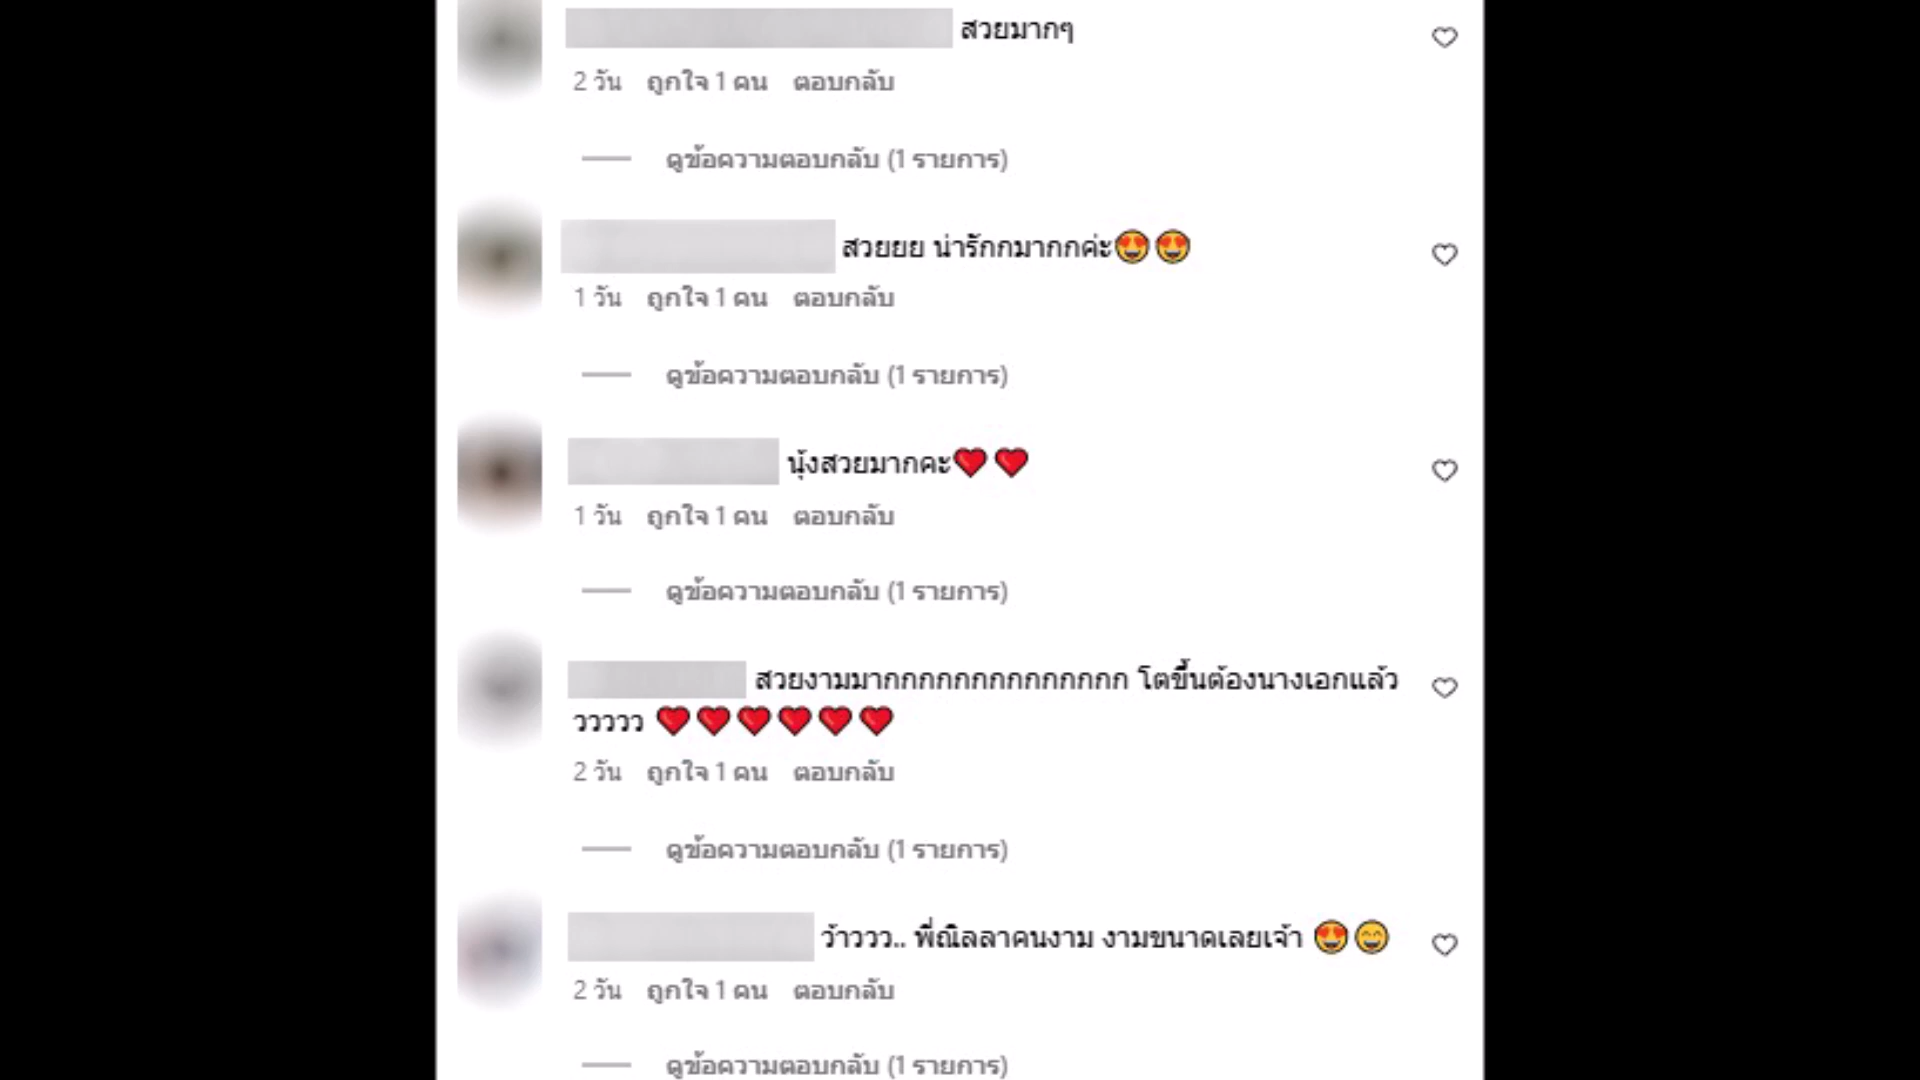 สวยมากๆ
2 วัน ถูกใจ 1 คน ตอบกลับ
ดูข้อความตอบกลับ (1 รายการ)
สวยยย น่ารักกมากกค่ะ😍😍
1 วัน ถูกใจ 1 คน ตอบกลับ
ดูข้อความตอบกลับ (1 รายการ)
นุ้งสวยมากคะ❤️❤️
1 วัน ถูกใจ 1 คน ตอบกลับ
ดูข้อความตอบกลับ (1 รายการ)
สวยงามมากกกกกกกกกกกกกก โตขึ้นต้องนางเอกแล้ว
ววววว ❤️❤️❤️❤️❤️❤️
2 วัน ถูกใจ 1 คน ตอบกลับ
ดูข้อความตอบกลับ (1 รายการ)
ว้าววว.. พี่ณิลลาคนงาม งามขนาดเลยเจ้า 😍😄
2 วัน ถูกใจ 1 คน ตอบกลับ
ดูข้อความตอบกลับ (1 รายการ)